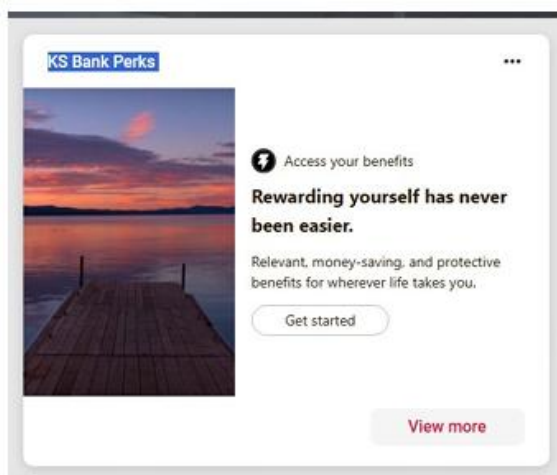 KS Bank Perks
Access your benefits
Rewarding yourself has never
been easier.
Relevant, money-saving, and protective
benefits for wherever life takes you.
Get started
View more